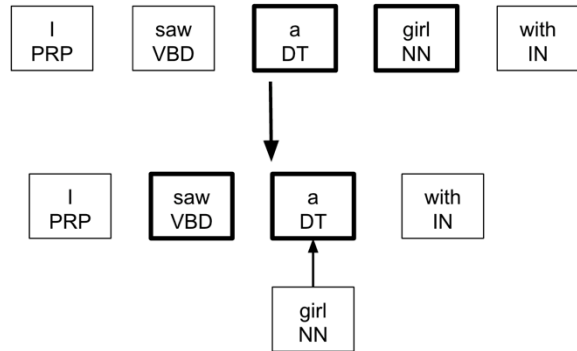 I saw a girl with
PRP VBD DT NN IN
I saw a with
PRP VBD DT IN
girl
NN